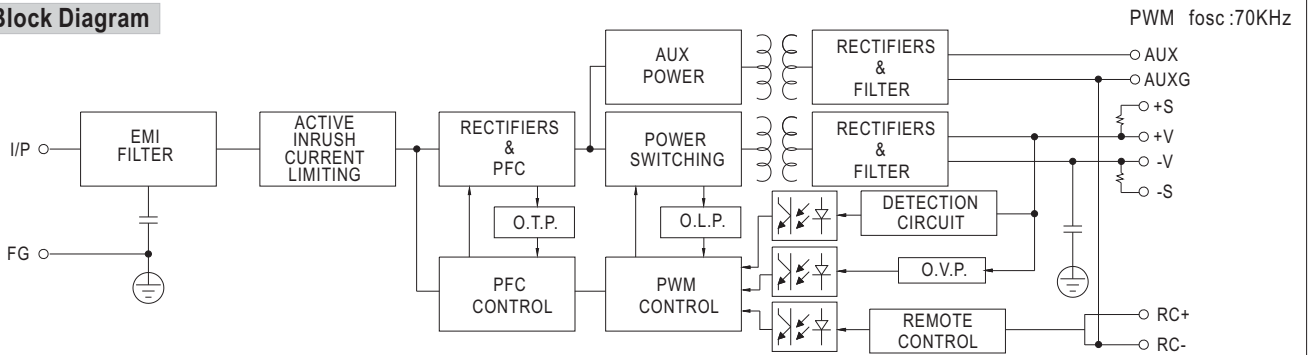 Block Diagram
PWM fosc :70KHz
AUX
POWER
RECTIFIERS
&
FILTER
AUX
AUXG
+S
+V
-V
-S
I/P
EMI
FILTER
ACTIVE
INRUSH
CURRENT
LIMITING
RECTIFIERS
&
PFC
POWER
SWITCHING
RECTIFIERS
&
FILTER
O.T.P.
O.L.P.
DETECTION
CIRCUIT
FG
PFC
CONTROL
PWM
CONTROL
O.V.P.
REMOTE
CONTROL
RC+
RC-